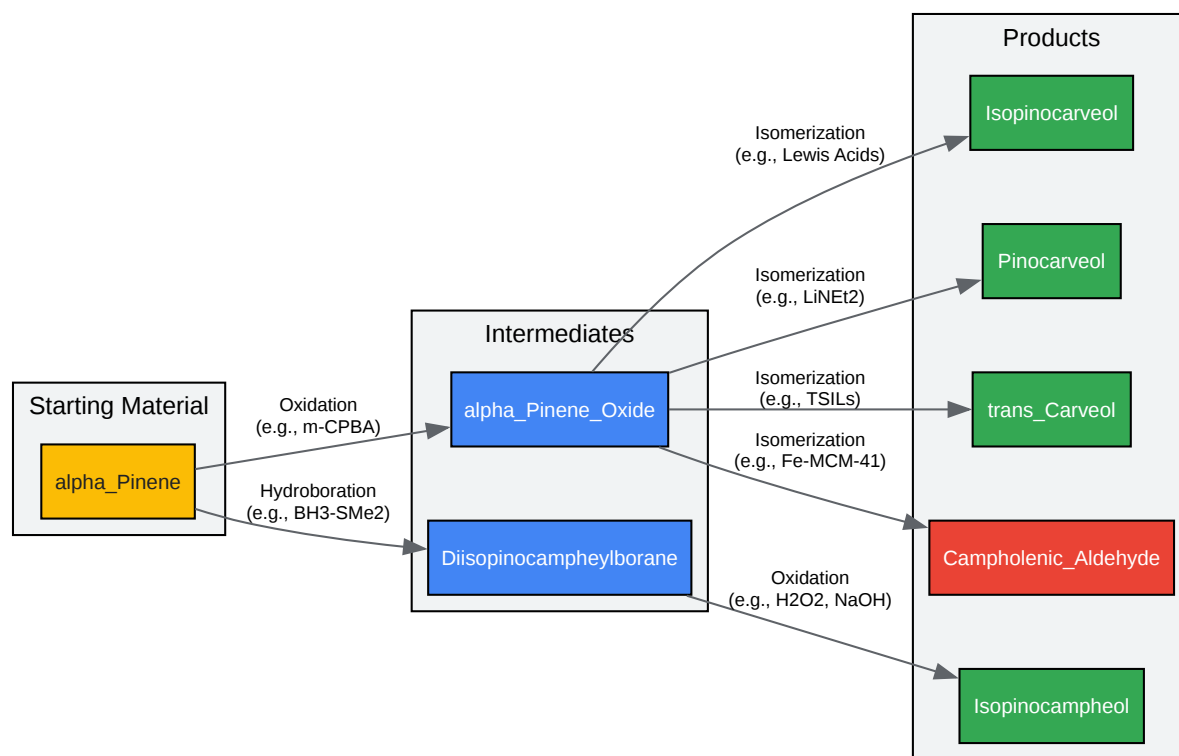 Products
Isopinocarveol
Isomerization
(e.g., Lewis Acids)
Pinocarveol
Isomerization
(e.g., LiNEt2)
Intermediates
alpha_Pinene_Oxide
Isomerization
(e.g., TSILs)
trans_Carveol
Starting Material
alpha_Pinene
Oxidation
(e.g., m-CPBA)
Isomerization
(e.g., Fe-MCM-41)
Hydroboration
(e.g., BH3-SMe2)
Diisopinocampheylborane
Campholenic_Aldehyde
Oxidation
(e.g., H2O2, NaOH)
Isopinocampheol